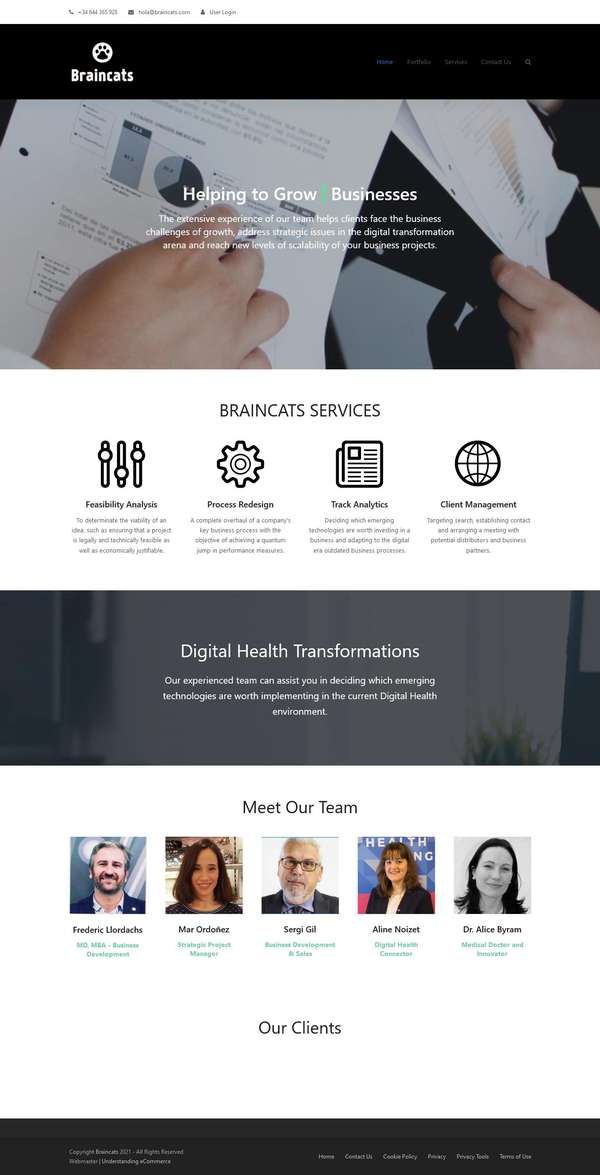 +34 644 365 925 hola@braincats.com User Login
Braincats
Home Portfolio Services Contact Us
Helping to Grow | Businesses
The extensive experience of our team helps clients face the business
challenges of growth, address strategic issues in the digital transformation
arena and reach new levels of scalability of your business projects.
BRAINCATS SERVICES
Feasibility Analysis
To determinate the viability of an
idea, such as ensuring that a project
is legally and technically feasible as
well as economically justifiable.
Process Redesign
A complete overhaul of a company's
key business process with the
objective of achieving a quantum
jump in performance measures.
Track Analytics
Deciding which emerging
technologies are worth investing in a
business and adapting to the digital
era outdated business processes.
Client Management
Targeting search, establishing contact
and arranging a meeting with
potential distributors and business
partners.
Digital Health Transformations
Our experienced team can assist you in deciding which emerging
technologies are worth implementing in the current Digital Health
environment.
Meet Our Team
HEALTH
Frederic Llordachs
MD, MBA - Business
Development
Mar Ordoñez
Strategic Project
Manager
Sergi Gil
Business Development
& Sales
Aline Noizet
Digital Health
Connector
Dr. Alice Byram
Medical Doctor and
Innovator
Our Clients
Copyright Braincats 2021 - All Rights Reserved
Webmaster | Understanding eCommerce
Home Contact Us Cookie Policy Privacy Privacy Tools Terms of Use